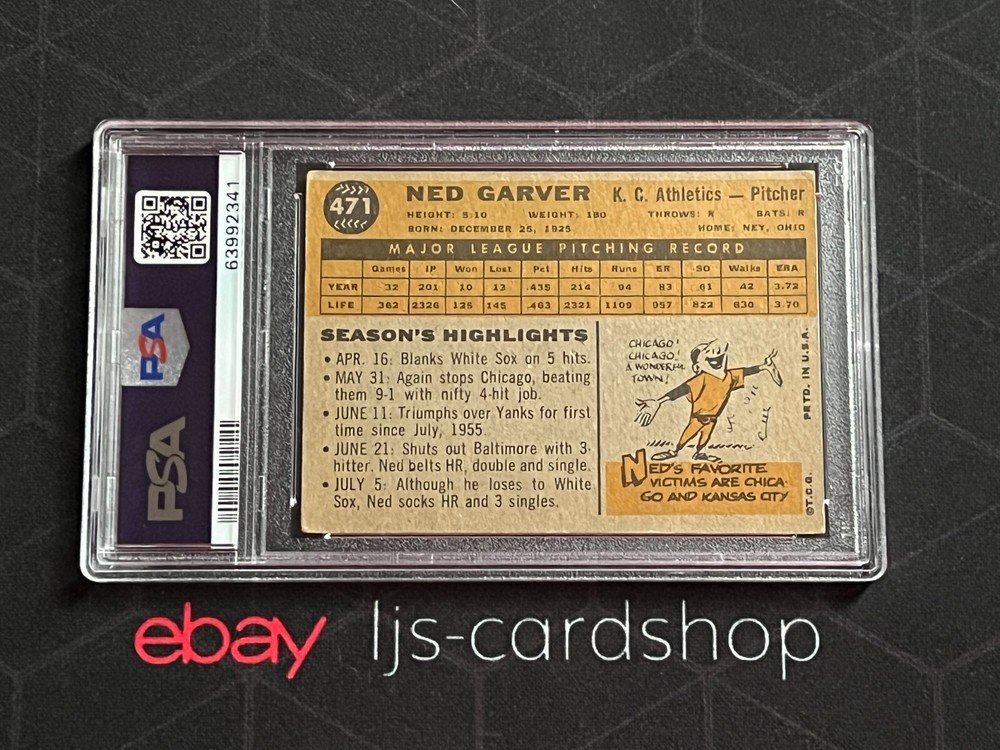 63992341
PSA
PSA
471
NED GARVER K. C. Athletics — Pitcher
HEIGHT: 5:10 WEIGHT: 180 THROWS: R BATS: R
BORN: DECEMBER 25, 1925 HOME: NEY, OHIO
MAJOR LEAGUE PITCHING RECORD
Games IP Won Lost Pct Hits Runs ER SO Walks ERA
YEAR 32 201 10 13 .435 214 94 83 61 42 3.72
LIFE 362 2326 125 145 .463 2321 1109 957 822 830 3.70
SEASON'S HIGHLIGHTS
• APR. 16: Blanks White Sox on 5 hits.
• MAY 31: Again stops Chicago, beating
them 9-1 with nifty 4-hit job.
• JUNE 11: Triumphs over Yanks for first
time since July, 1955.
• JUNE 21: Shuts out Baltimore with 3-
hitter. Ned belts HR, double and single.
• JULY 5: Although he loses to White
Sox, Ned socks HR and 3 singles.
CHICAGO!
CHICAGO!
A WONDERFUL
TOWN!
NED'S FAVORITE
VICTIMS ARE CHICA-
GO AND KANSAS CITY
©T.C.G.
PRTD. IN U.S.A.
ebay ljs-cardshop